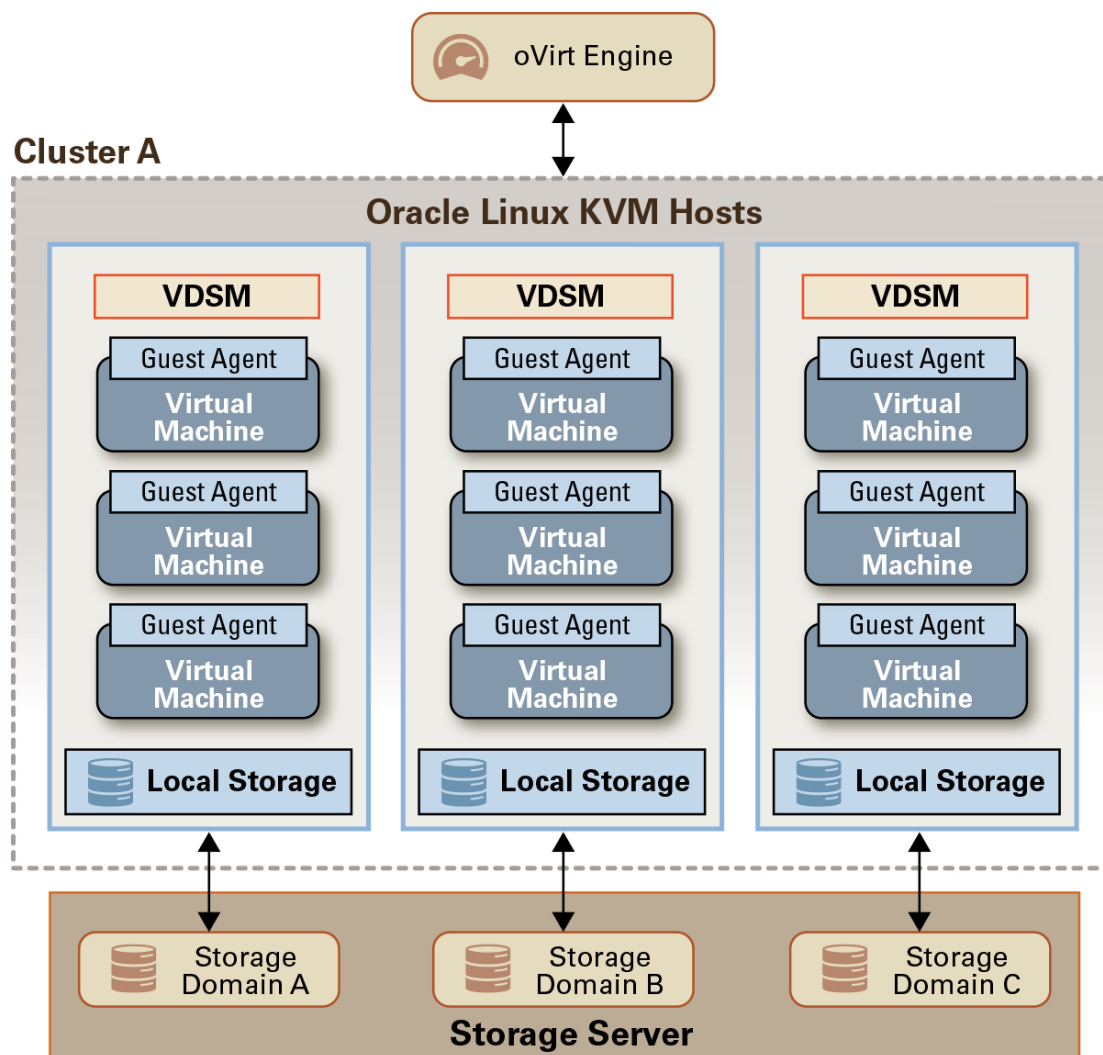 oVirt Engine
Cluster A
Oracle Linux KVM Hosts
VDSM
Guest Agent
Virtual
Machine
Guest Agent
Virtual
Machine
Guest Agent
Virtual
Machine
Local Storage
VDSM
Guest Agent
Virtual
Machine
Guest Agent
Virtual
Machine
Guest Agent
Virtual
Machine
Local Storage
VDSM
Guest Agent
Virtual
Machine
Guest Agent
Virtual
Machine
Guest Agent
Virtual
Machine
Local Storage
Storage
Domain A
Storage
Domain B
Storage
Domain C
Storage Server